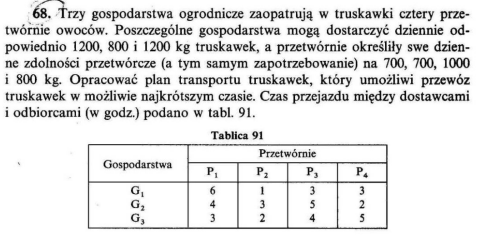 68. Trzy gospodarstwa ogrodnicze zaopatrują w truskawki cztery prze-
twórnie owoców. Poszczególne gospodarstwa mogą dostarczyć dziennie od-
powiednio 1200, 800 i 1200 kg truskawek, a przetwórnie określiły swe dzien-
ne zdolności przetwórcze (a tym samym zapotrzebowanie) na 700, 700, 1000
i 800 kg. Opracować plan transportu truskawek, który umożliwi przewóz
truskawek w możliwie najkrótszym czasie. Czas przejazdu między dostawcami
i odbiorcami (w godz.) podano w tabl. 91.
Tablica 91
Gospodarstwa Przetwórnie
P₁ P₂ P₃ P₄
G₁ 6 1 3 3
G₂ 4 3 5 2
G₃ 3 2 4 5